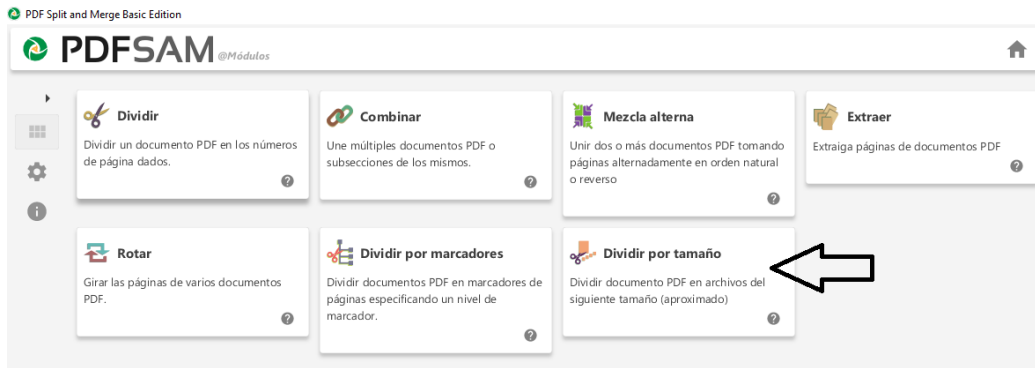 PDF Split and Merge Basic Edition
PDFSAM @Módulos
Dividir
Dividir un documento PDF en los números
de página dados.
Combinar
Une múltiples documentos PDF o
subsecciones de los mismos.
Mezcla alterna
Unir dos o más documentos PDF tomando
páginas alternadamente en orden natural
o reverso
Extraer
Extraiga páginas de documentos PDF
Rotar
Girar las páginas de varios documentos
PDF.
Dividir por marcadores
Dividir documentos PDF en marcadores de
páginas especificando un nivel de
marcador.
Dividir por tamaño
Dividir documento PDF en archivos del
siguiente tamaño (aproximado)